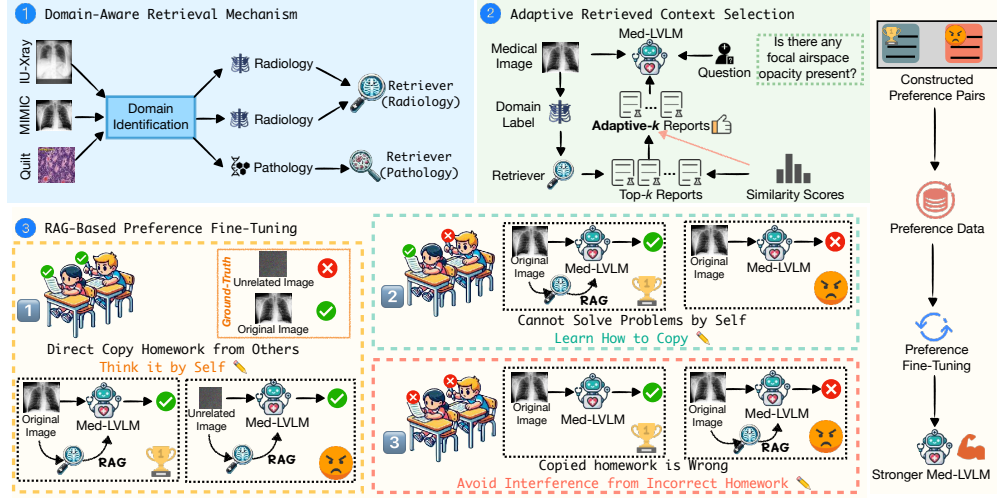 1 Domain-Aware Retrieval Mechanism
IU-Xray
MIMIC
Quilt
Domain
Identification
Radiology
Radiology
Pathology
Retriever
(Radiology)
Retriever
(Pathology)
2 Adaptive Retrieved Context Selection
Medical
Image
Domain
Label
Retriever
Med-LVLM
Question
Is there any
focal airspace
opacity present?
...
Adaptive-k Reports
...
Top-k Reports
Similarity Scores
Constructed
Preference Pairs
Preference Data
Preference
Fine-Tuning
Stronger Med-LVLM
3 RAG-Based Preference Fine-Tuning
1
Ground-Truth
Unrelated Image
Original Image
Direct Copy Homework from Others
Think it by Self
Original
Image
Med-LVLM
RAG
1
Unrelated
Image
Med-LVLM
RAG
2
Original
Image
Med-LVLM
RAG
1
Original
Image
Med-LVLM
Cannot Solve Problems by Self
Learn How to Copy
3
Original
Image
Med-LVLM
1
Original
Image
Med-LVLM
RAG
Copied homework is Wrong
Avoid Interference from Incorrect Homework